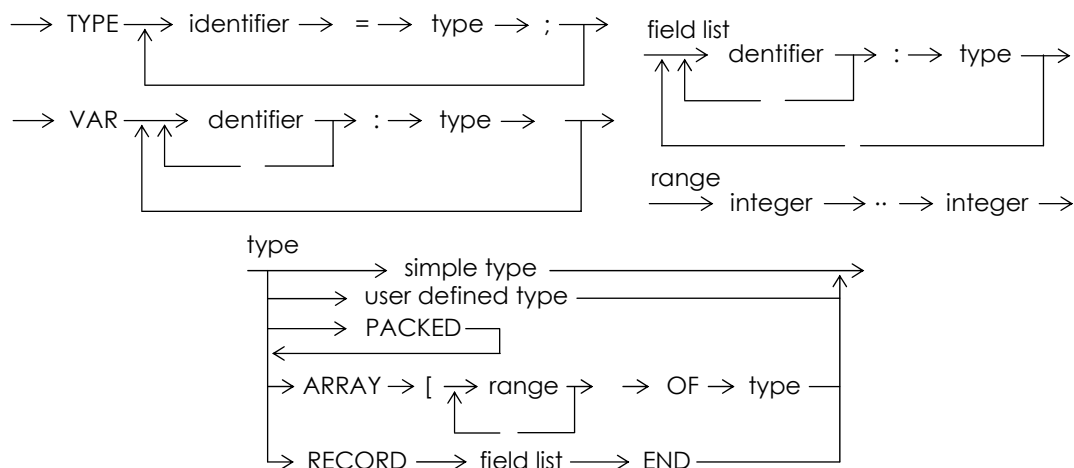 TYPE identifier = type ;
VAR dentifier : type
field list
dentifier : type
range
integer .. integer
type
simple type
user defined type
PACKED
ARRAY [ range OF type
RECORD field list END